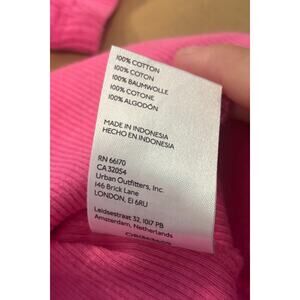 100% COTTON
100% COTON
100% BAUMWOLLE
100% COTONE
100% ALGODÓN
MADE IN INDONESIA
HECHO EN INDONESIA
RN 66170
CA 32054
Urban Outfitters, Inc.
146 Brick Lane
LONDON, E1 6RU
Leidsestraat 32, 1017 PB
Amsterdam, Netherlands